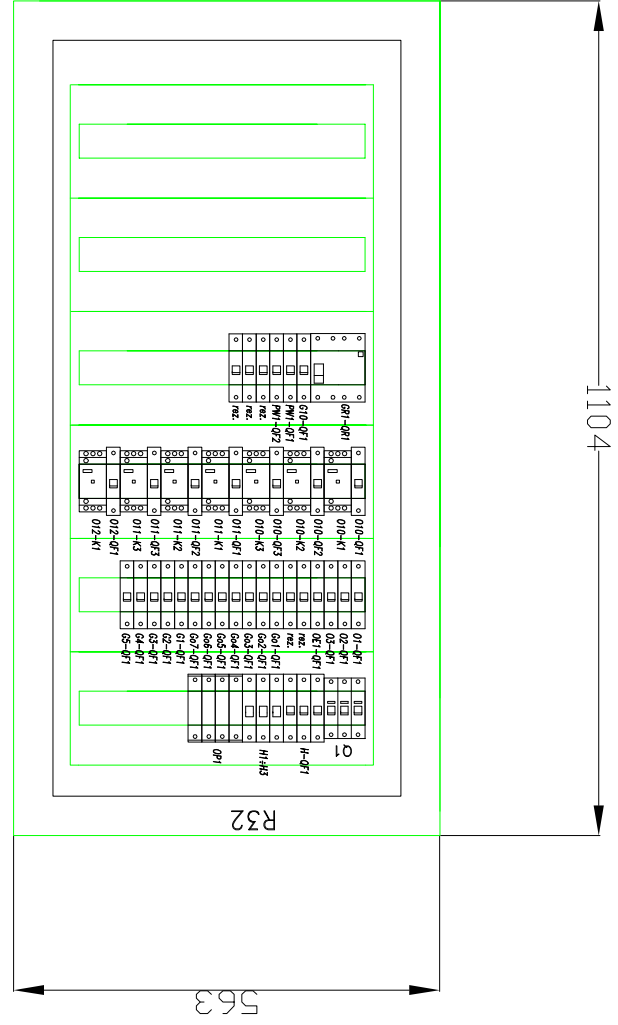 563
R32
Q1
H-QF1
H1÷H3
OP1
O1-QF1
O2-QF1
O3-QF1
OE1-QF1
rez.
rez.
Go1-QF1
Go2-QF1
Go3-QF1
Go4-QF1
Go5-QF1
Go6-QF1
Go7-QF1
G1-QF1
G2-QF1
G3-QF1
G4-QF1
G5-QF1
O10-QF1
O10-K1
O10-QF2
O10-K2
O10-QF3
O10-K3
O11-QF1
O11-K1
O11-QF2
O11-K2
O11-QF3
O11-K3
O12-QF1
O12-K1
GR1-QR1
G10-QF1
PW1-QF1
PW1-QF2
rez.
rez.
rez.
1104